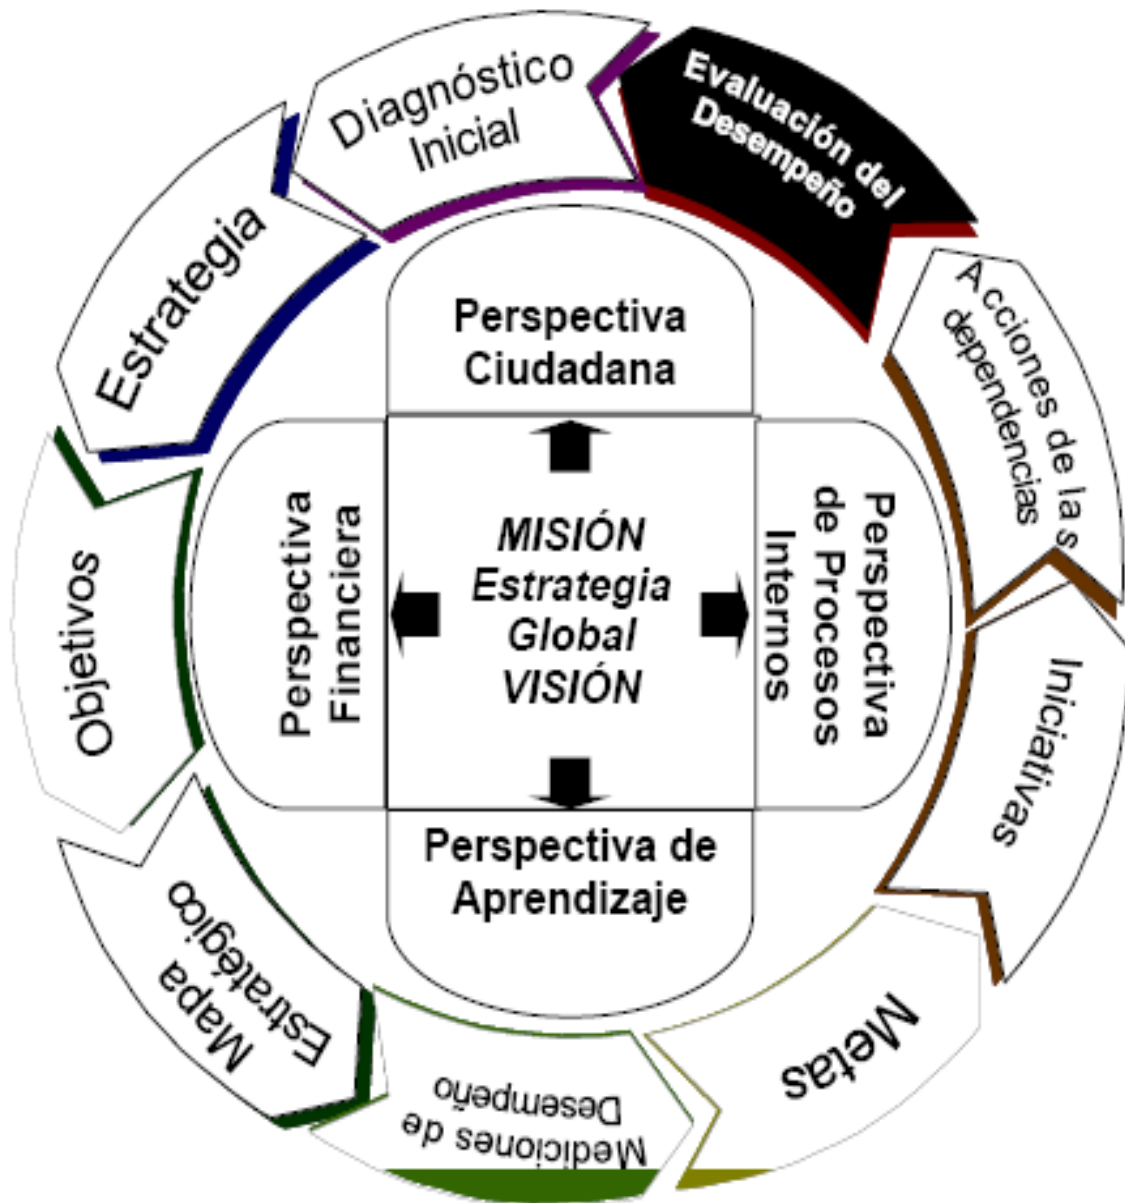 Diagnóstico
Inicial
Evaluación del
Desempeño
Acciones de las
dependencias
Iniciativas
Metas
Mediciones de
Desempeño
Mapa
Estratégico
Objetivos
Estrategia
Perspectiva
Ciudadana
Perspectiva
Financiera
MISIÓN
Estrategia
Global
VISIÓN
Perspectiva
de Procesos
Internos
Perspectiva de
Aprendizaje